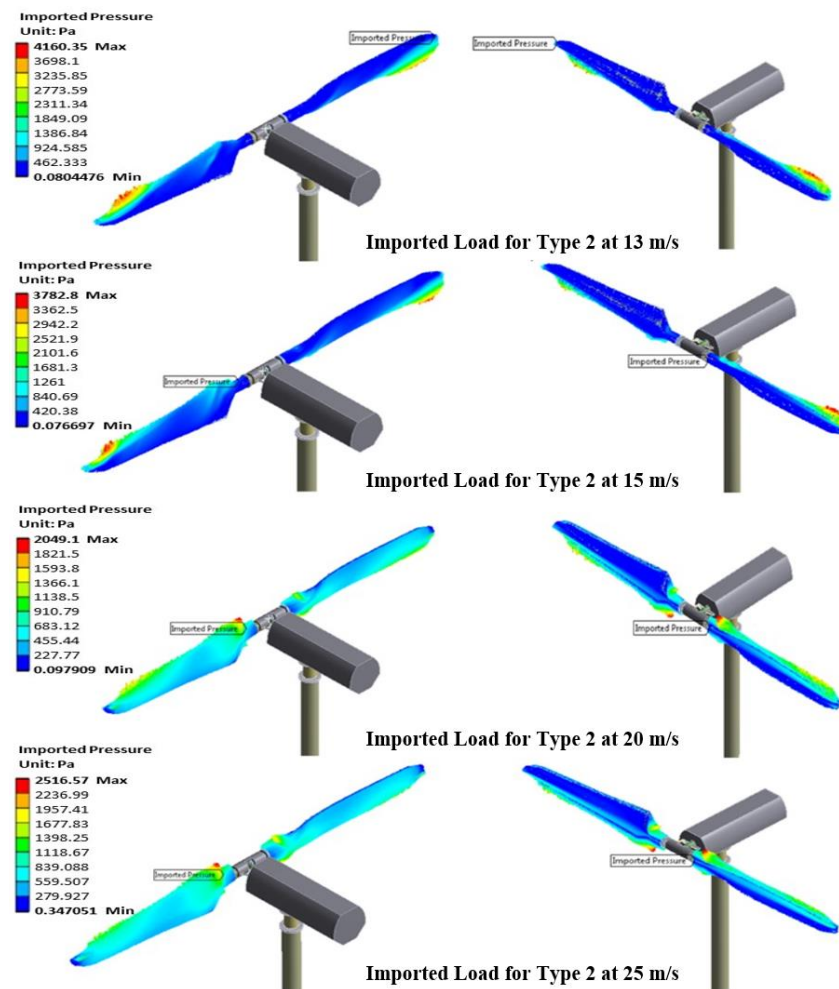 Imported Pressure
Unit: Pa
4160.35 Max
3698.1
3235.85
2773.59
2311.34
1849.09
1386.84
924.585
462.333
0.0804476 Min
Imported Pressure
Imported Pressure
Imported Load for Type 2 at 13 m/s
Imported Pressure
Unit: Pa
3782.8 Max
3362.5
2942.2
2521.9
2101.6
1681.3
1261
840.69
420.38
0.076697 Min
Imported Pressure
Imported Pressure
Imported Load for Type 2 at 15 m/s
Imported Pressure
Unit: Pa
2049.1 Max
1821.5
1593.8
1366.1
1138.5
910.79
683.12
455.44
227.77
0.097909 Min
Imported Pressure
Imported Pressure
Imported Load for Type 2 at 20 m/s
Imported Pressure
Unit: Pa
2516.57 Max
2236.99
1957.41
1677.83
1398.25
1118.67
839.088
559.507
279.927
0.347051 Min
Imported Pressure
Imported Pressure
Imported Load for Type 2 at 25 m/s